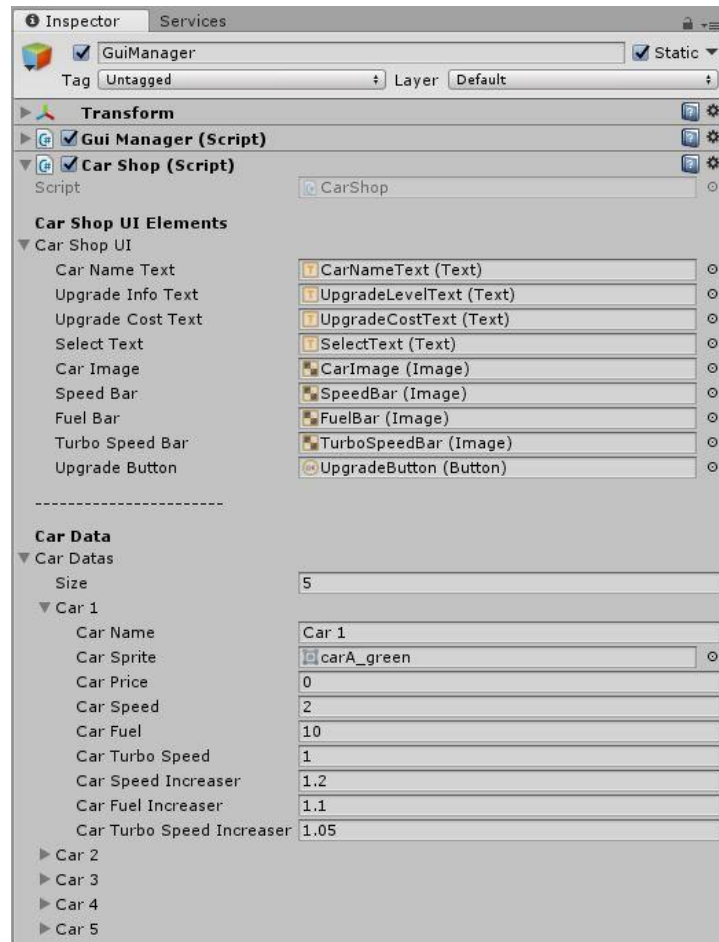 Inspector Services
GuiManager Static
Tag Untagged Layer Default
Transform
Gui Manager (Script)
Car Shop (Script)
Script CarShop
Car Shop UI Elements
Car Shop UI
Car Name Text CarNameText (Text)
Upgrade Info Text UpgradeLevelText (Text)
Upgrade Cost Text UpgradeCostText (Text)
Select Text SelectText (Text)
Car Image CarImage (Image)
Speed Bar SpeedBar (Image)
Fuel Bar FuelBar (Image)
Turbo Speed Bar TurboSpeedBar (Image)
Upgrade Button UpgradeButton (Button)
-----------------------
Car Data
Car Datas
Size 5
Car 1
Car Name Car 1
Car Sprite carA_green
Car Price 0
Car Speed 2
Car Fuel 10
Car Turbo Speed 1
Car Speed Increaser 1.2
Car Fuel Increaser 1.1
Car Turbo Speed Increaser 1.05
Car 2
Car 3
Car 4
Car 5